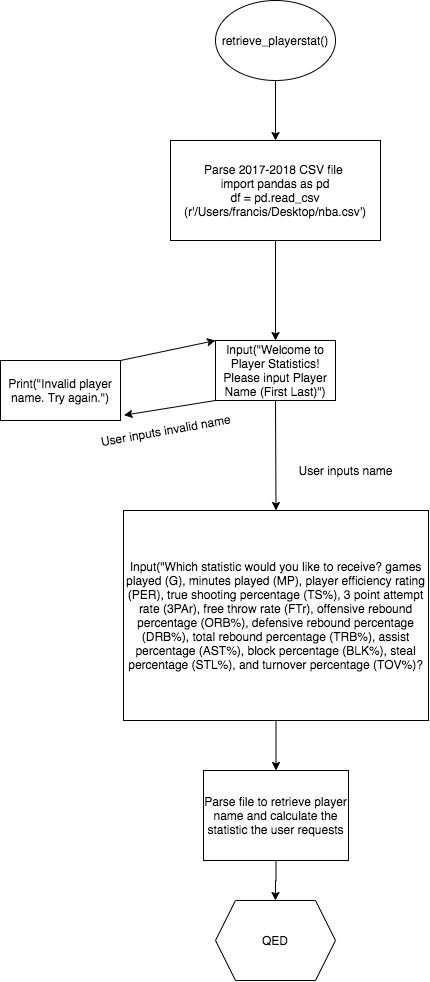 retrieve_playerstat()
Parse 2017-2018 CSV file
import pandas as pd
df = pd.read_csv
(r'/Users/francis/Desktop/nba.csv')
Input("Welcome to
Player Statistics!
Please input Player
Name (First Last)")
Print("Invalid player
name. Try again.")
User inputs invalid name
User inputs name
Input("Which statistic would you like to receive? games
played (G), minutes played (MP), player efficiency rating
(PER), true shooting percentage (TS%), 3 point attempt
rate (3PAr), free throw rate (FTr), offensive rebound
percentage (ORB%), defensive rebound percentage
(DRB%), total rebound percentage (TRB%), assist
percentage (AST%), block percentage (BLK%), steal
percentage (STL%), and turnover percentage (TOV%)?
Parse file to retrieve player
name and calculate the
statistic the user requests
QED